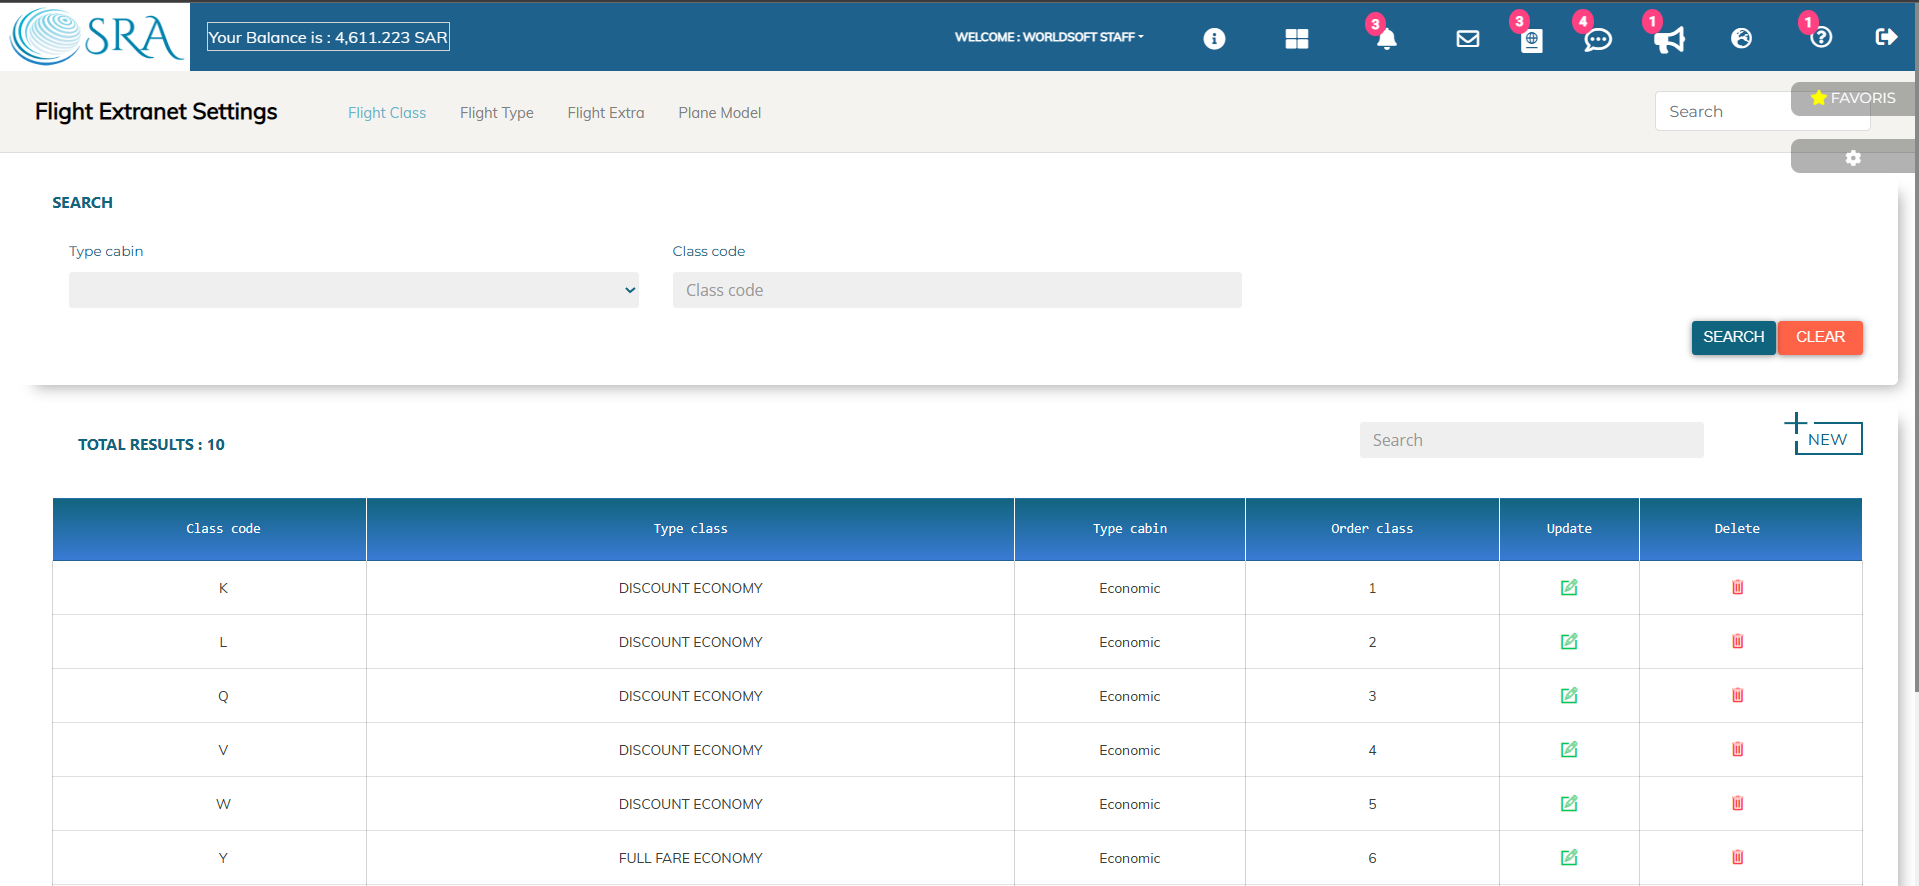 SRA
Your Balance is : 4,611.223 SAR
WELCOME : WORLDSOFT STAFF
3
3
4
1
1
Flight Extranet Settings
Flight Class
Flight Type
Flight Extra
Plane Model
Search
FAVORIS
SEARCH
Type cabin
Class code
Class code
SEARCH
CLEAR
TOTAL RESULTS : 10
Search
NEW
Class code Type class Type cabin Order class Update Delete
K DISCOUNT ECONOMY Economic 1
L DISCOUNT ECONOMY Economic 2
Q DISCOUNT ECONOMY Economic 3
V DISCOUNT ECONOMY Economic 4
W DISCOUNT ECONOMY Economic 5
Y FULL FARE ECONOMY Economic 6